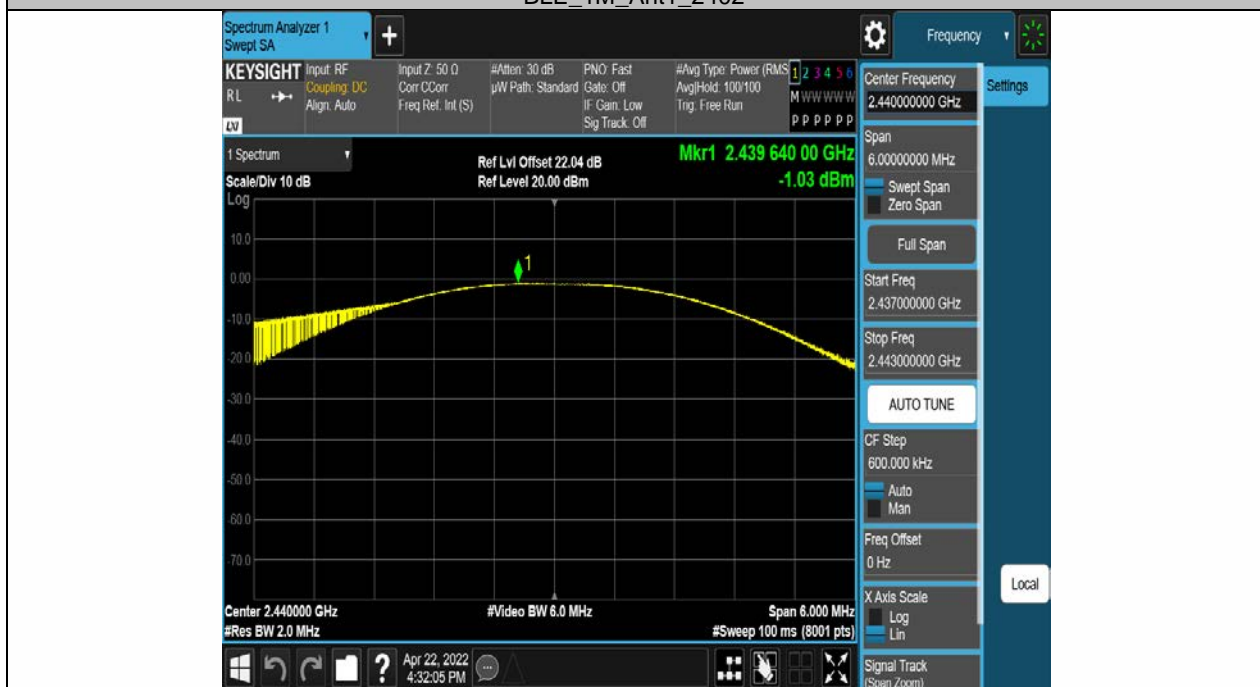 BLE_1M_Ant1_2402
Spectrum Analyzer 1
Swept SA
+
Frequency
KEYSIGHT
RL
LXI
Input: RF
Coupling: DC
Align: Auto
Input Z: 50 Ω
Corr CCorr
Freq Ref: Int (S)
#Atten: 30 dB
µW Path: Standard
PNO: Fast
Gate: Off
IF Gain: Low
Sig Track: Off
#Avg Type: Power (RMS
Avg|Hold: 100/100
Trig: Free Run
1 2 3 4 5 6
M W W W W W
P P P P P P
1 Spectrum
Scale/Div 10 dB
Log
Ref Lvl Offset 22.04 dB
Ref Level 20.00 dBm
Mkr1 2.439 640 00 GHz
-1.03 dBm
10.0
0.00
-10.0
-20.0
-30.0
-40.0
-50.0
-60.0
-70.0
1
Center 2.440000 GHz
#Res BW 2.0 MHz
#Video BW 6.0 MHz
Span 6.000 MHz
#Sweep 100 ms (8001 pts)
Center Frequency
2.440000000 GHz
Settings
Span
6.00000000 MHz
Swept Span
Zero Span
Full Span
Start Freq
2.437000000 GHz
Stop Freq
2.443000000 GHz
AUTO TUNE
CF Step
600.000 kHz
Auto
Man
Freq Offset
0 Hz
X Axis Scale
Log
Lin
Local
Signal Track
(Span Zoom)
?
Apr 22, 2022
4:32:05 PM